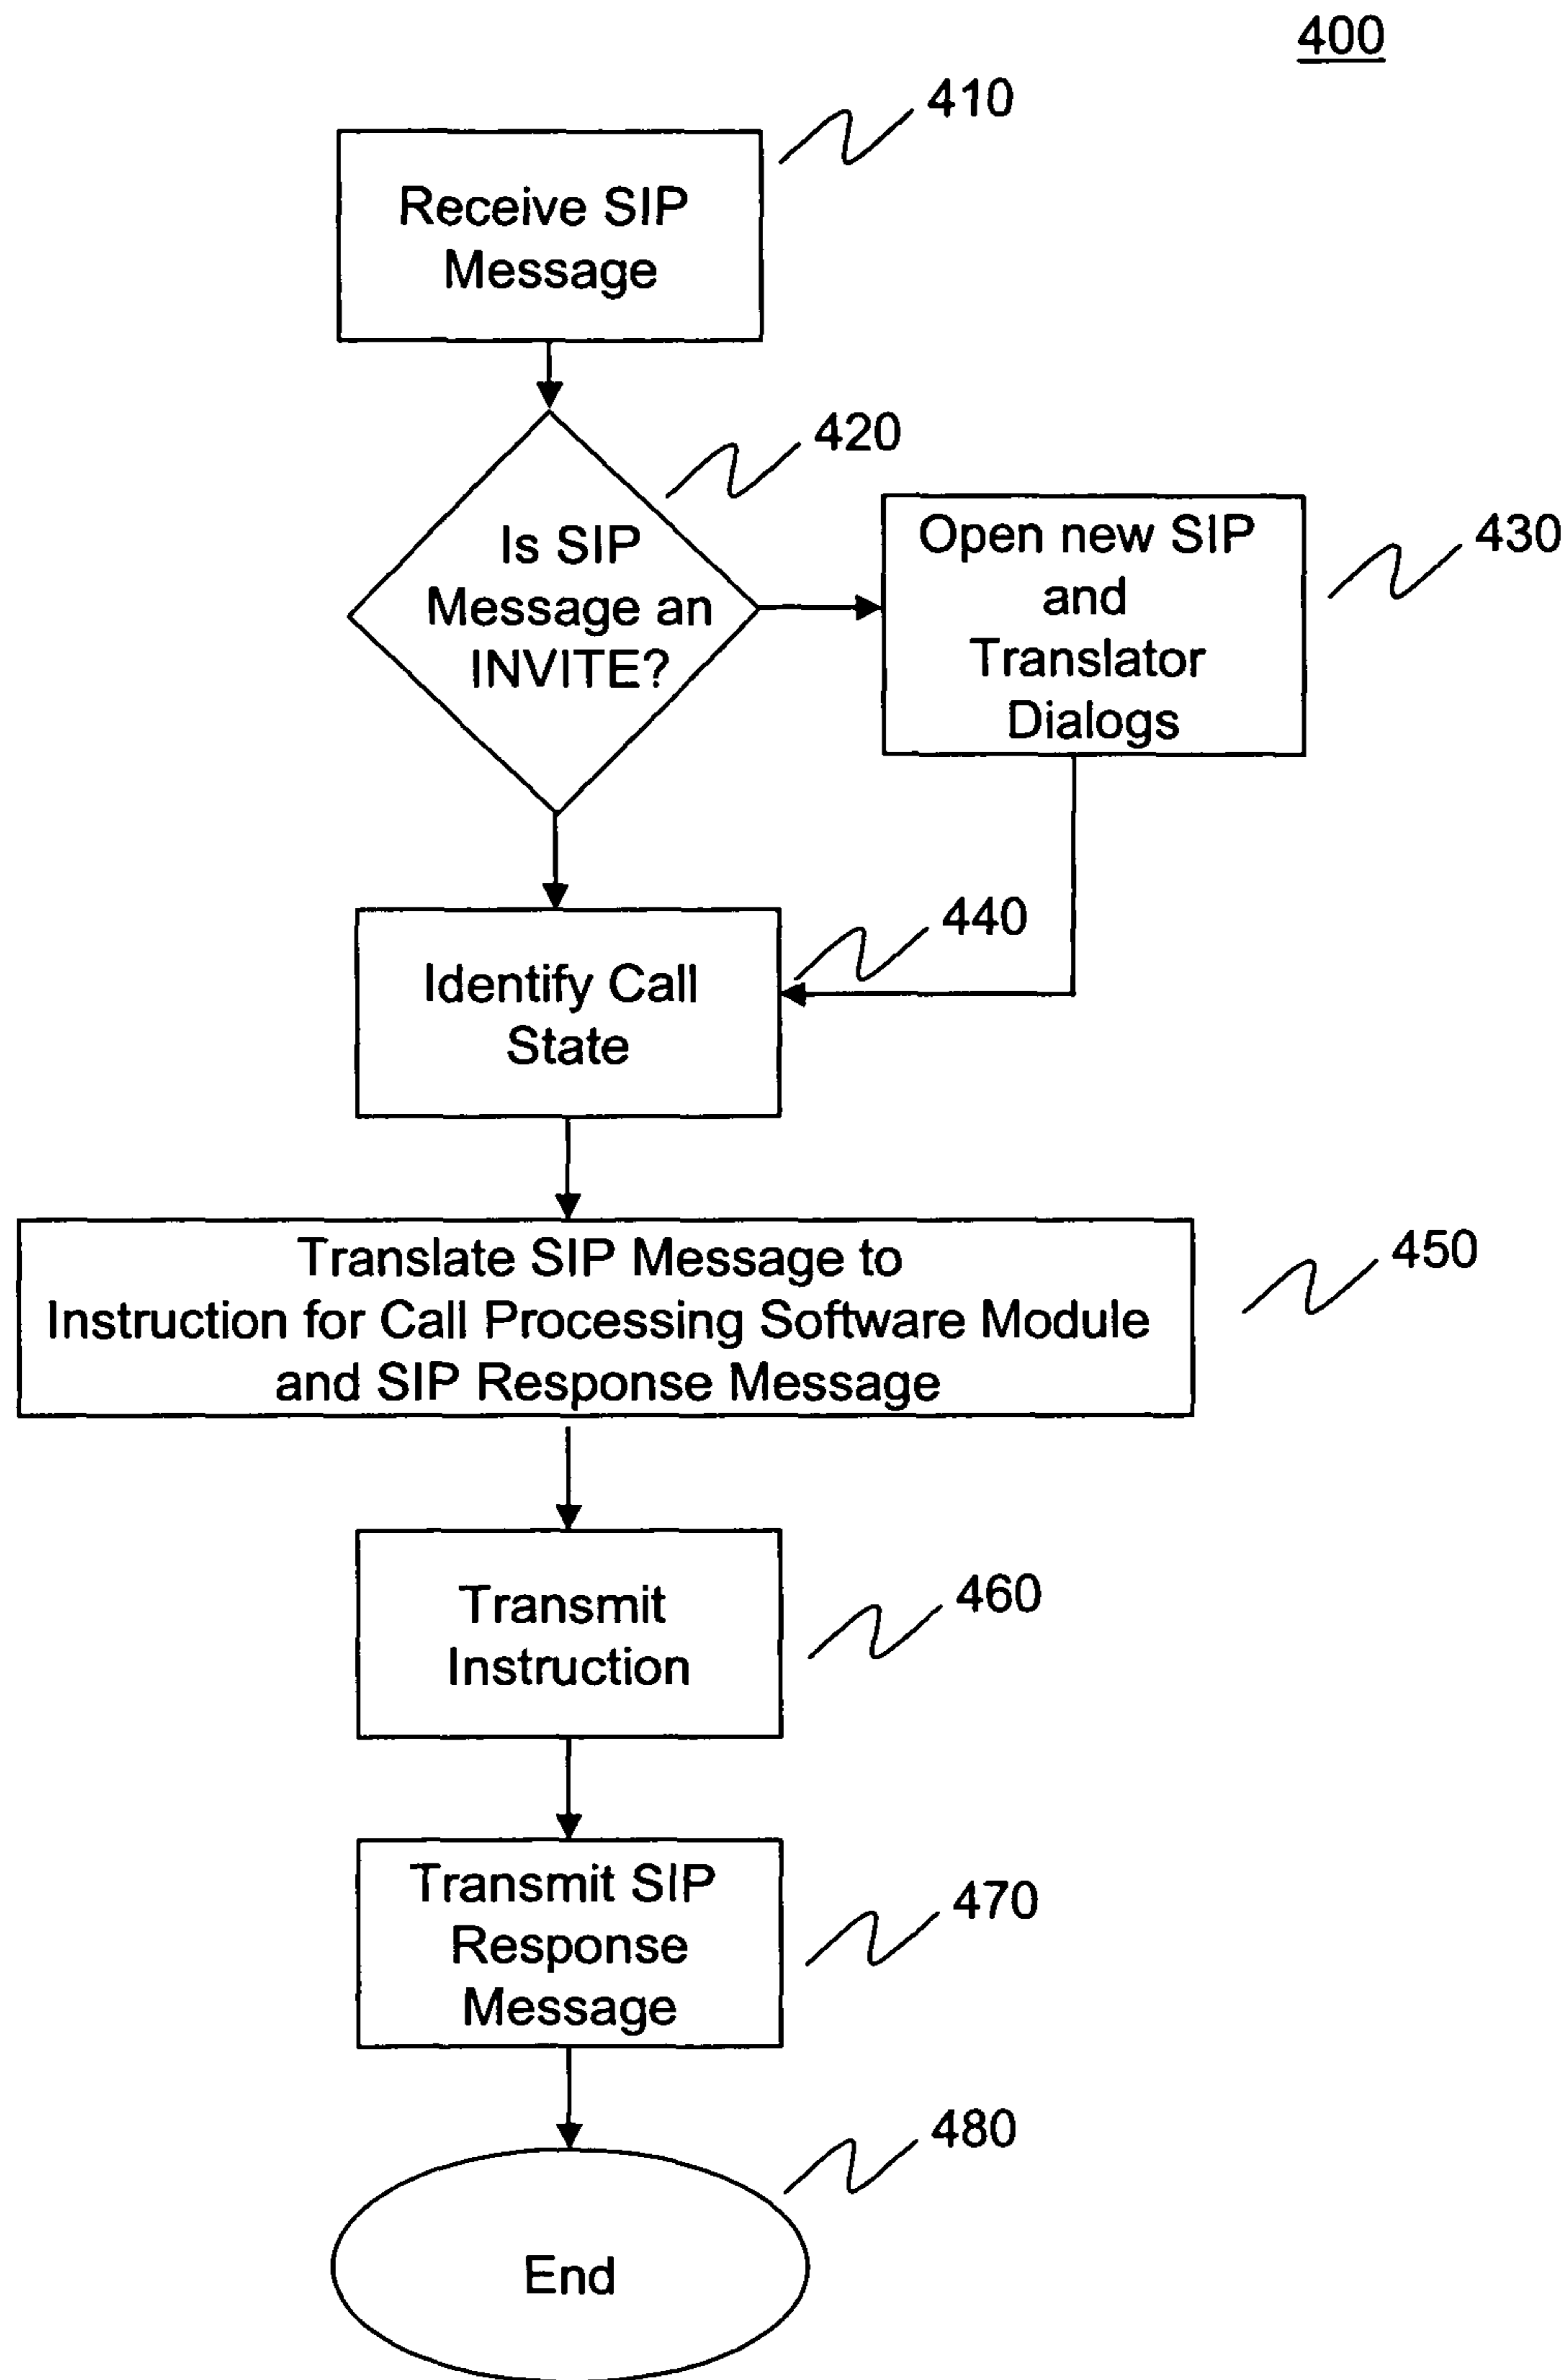 400
410
Receive SIP
Message
420
Is SIP
Message an
INVITE?
430
Open new SIP
and
Translator
Dialogs
440
Identify Call
State
450
Translate SIP Message to
Instruction for Call Processing Software Module
and SIP Response Message
460
Transmit
Instruction
470
Transmit SIP
Response
Message
480
End